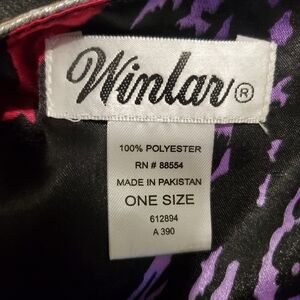 Winlar®
100% POLYESTER
RN # 88554
MADE IN PAKISTAN
ONE SIZE
612894
A 390